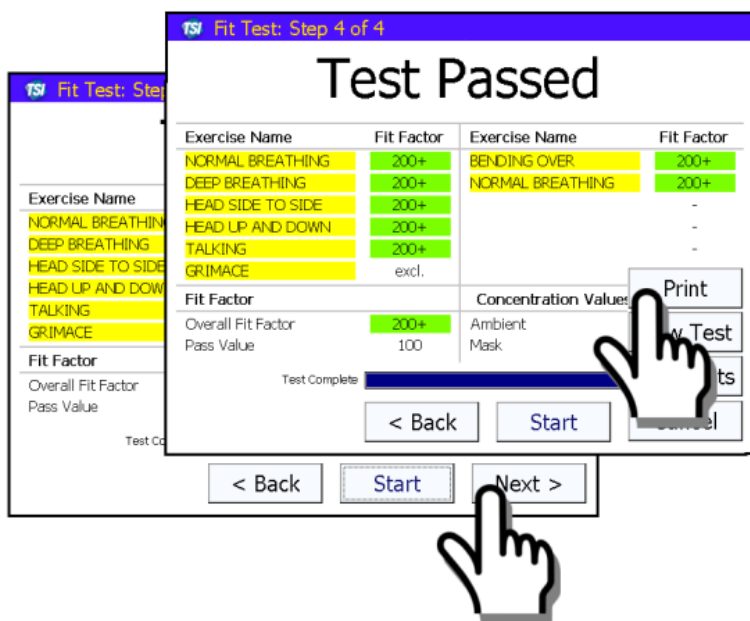 TSI Fit Test: Step 4 of 4
Test Passed
Exercise Name Fit Factor Exercise Name Fit Factor
NORMAL BREATHING 200+ BENDING OVER 200+
DEEP BREATHING 200+ NORMAL BREATHING 200+
HEAD SIDE TO SIDE 200+ -
HEAD UP AND DOWN 200+ -
TALKING 200+ -
GRIMACE excl.
Fit Factor Concentration Values
Overall Fit Factor 200+ Ambient
Pass Value 100 Mask
Test Complete
Print
Test
< Back Start
TSI Fit Test:
Exercise Name
NORMAL BREATHIN
DEEP BREATHING
HEAD SIDE TO SIDE
HEAD UP AND DOW
TALKING
GRIMACE
Fit Factor
Overall Fit Factor
Pass Value
Test Co
< Back Start Next >